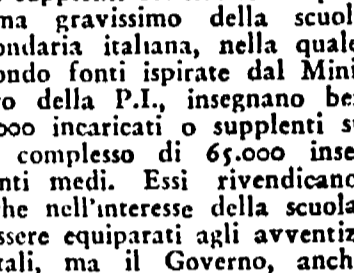 ma gravissimo della scuol
ondaria italiana, nella quale
ondo fonti ispirate dal Mini
ro della P.I., insegnano be
000 incaricati o supplenti s
complesso di 65.000 inse
nti medi. Essi rivendicano
he nell'interesse della scuola
ssere equiparati agli avventiz
tali, ma il Governo, anch